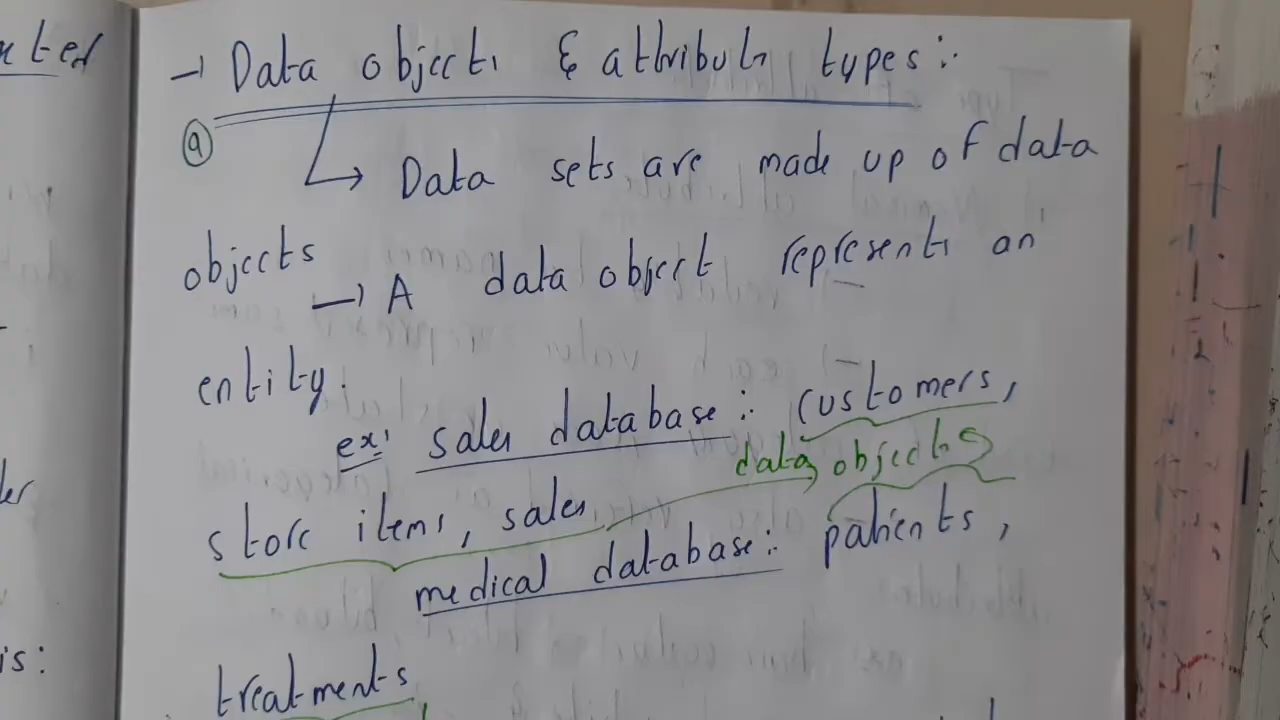 → Data objects & attribute types :-
(a)
↳ Data sets are made up of data
objects
→ A data object represents an
entity.
ex: sales database : customers,
data objects
store items, sales
medical database : patients,
treatments
is :